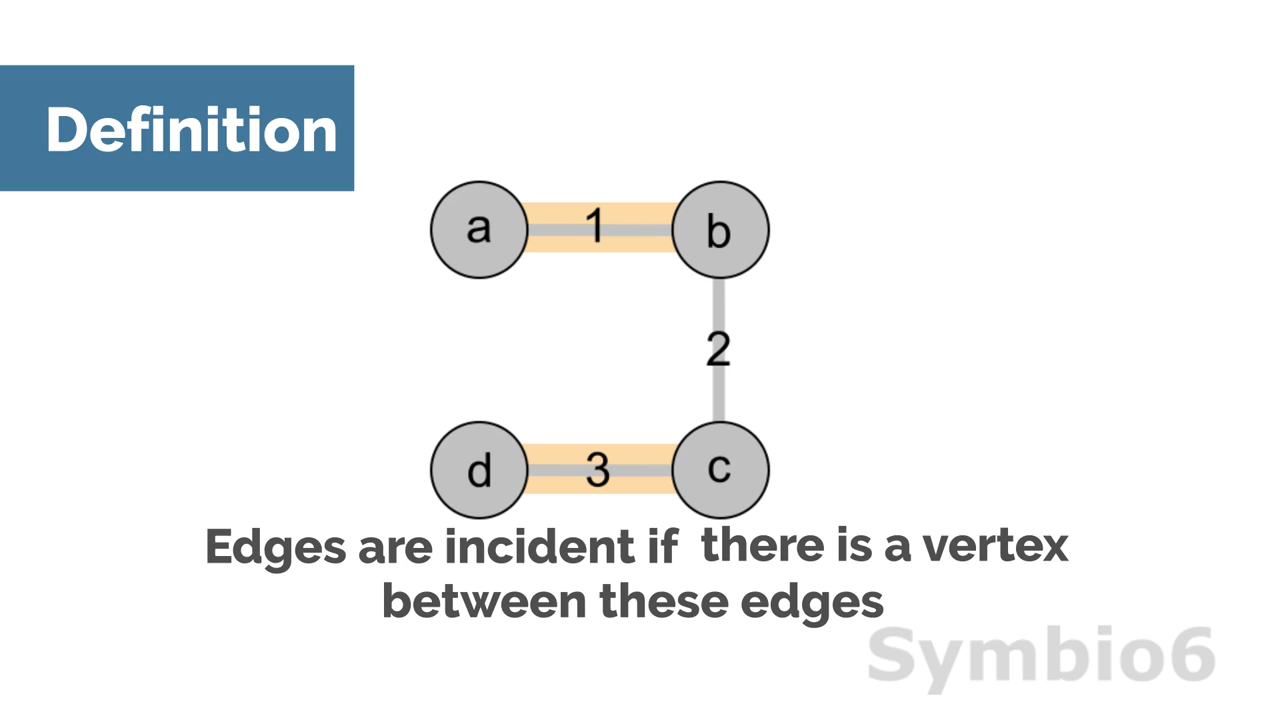 Definition
a 1 b
2
d 3 c
Edges are incident if there is a vertex
between these edges
Symbio6